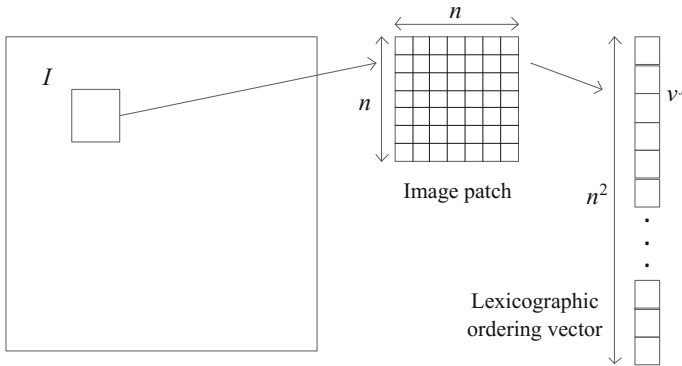 n
I
n
Image patch
n²
Lexicographic
ordering vector